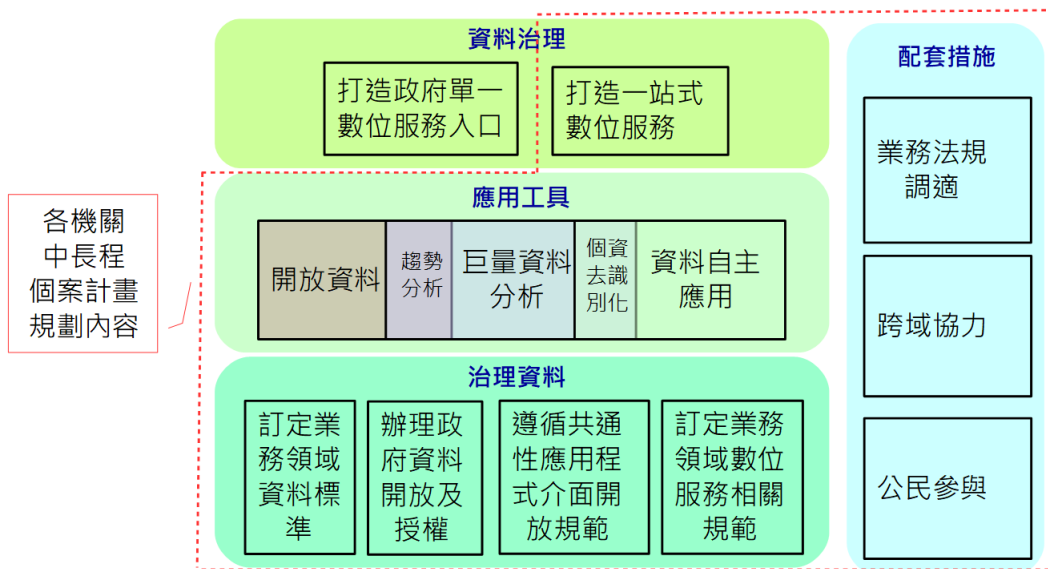 資料治理
打造政府單一
數位服務入口
打造一站式
數位服務
配套措施
業務法規
調適
跨域協力
公民參與
應用工具
開放資料
趨勢
分析
巨量資料
分析
個資
去識
別化
資料自主
應用
各機關
中長程
個案計畫
規劃內容
治理資料
訂定業
務領域
資料標
準
辦理政
府資料
開放及
授權
遵循共通
性應用程
式介面開
放規範
訂定業務
領域數位
服務相關
規範